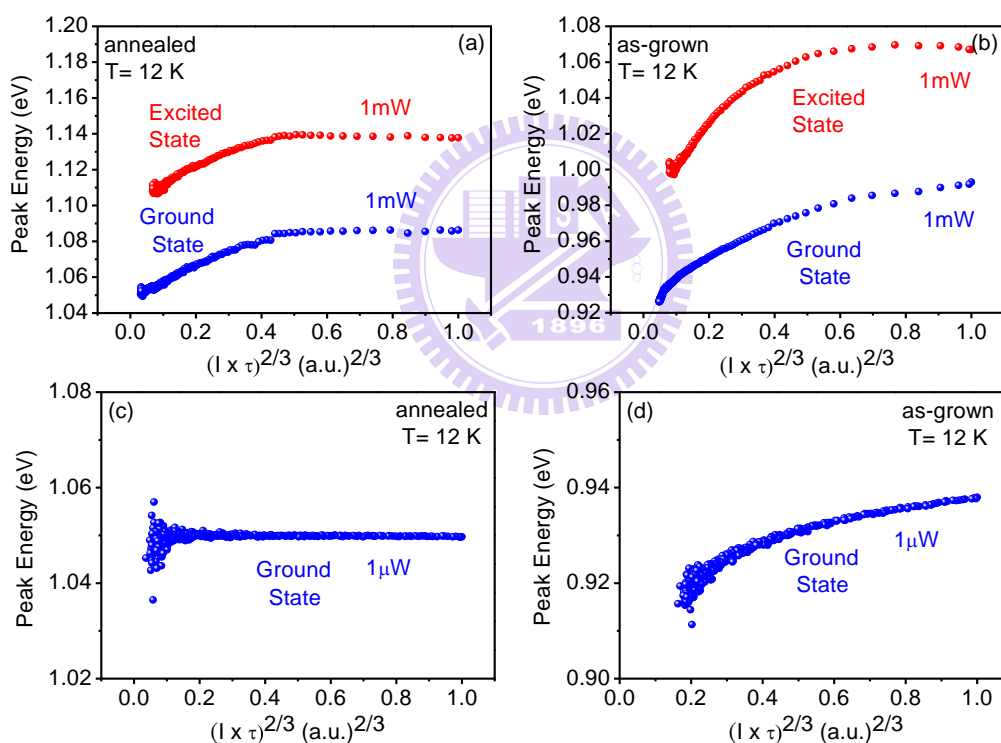 annealed
T= 12 K
(a)
Excited
State
1mW
Ground
State
1mW
1.20
1.18
1.16
1.14
1.12
1.10
1.08
1.06
1.04
Peak Energy (eV)
0.0 0.2 0.4 0.6 0.8 1.0
(I x τ)^2/3 (a.u.)^2/3
as-grown
T= 12 K
(b)
Excited
State
1mW
Ground
State
1mW
1.08
1.06
1.04
1.02
1.00
0.98
0.96
0.94
0.92
Peak Energy (eV)
0.0 0.2 0.4 0.6 0.8 1.0
(I x τ)^2/3 (a.u.)^2/3
1896
(c)
annealed
T= 12 K
Ground
State
1μW
1.08
1.06
1.04
1.02
Peak Energy (eV)
0.0 0.2 0.4 0.6 0.8 1.0
(I x τ)^2/3 (a.u.)^2/3
(d)
as-grown
T= 12 K
Ground
State
1μW
0.96
0.94
0.92
0.90
Peak Energy (eV)
0.0 0.2 0.4 0.6 0.8 1.0
(I x τ)^2/3 (a.u.)^2/3